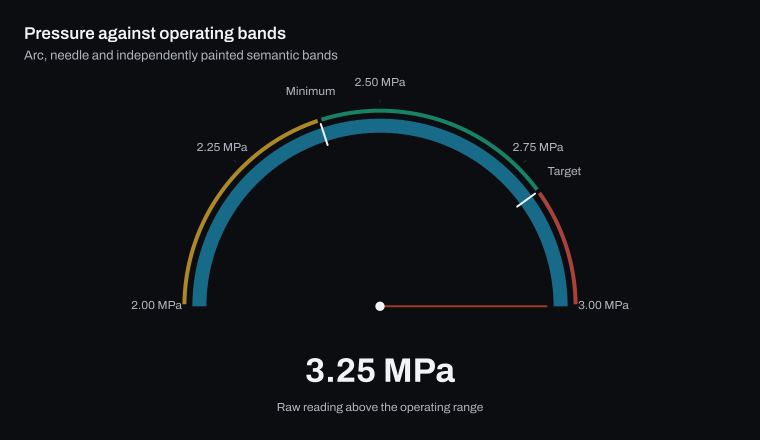 Pressure against operating bands
Arc, needle and independently painted semantic bands
2.50 MPa
Minimum
2.25 MPa
2.75 MPa
Target
2.00 MPa
3.00 MPa
3.25 MPa
Raw reading above the operating range